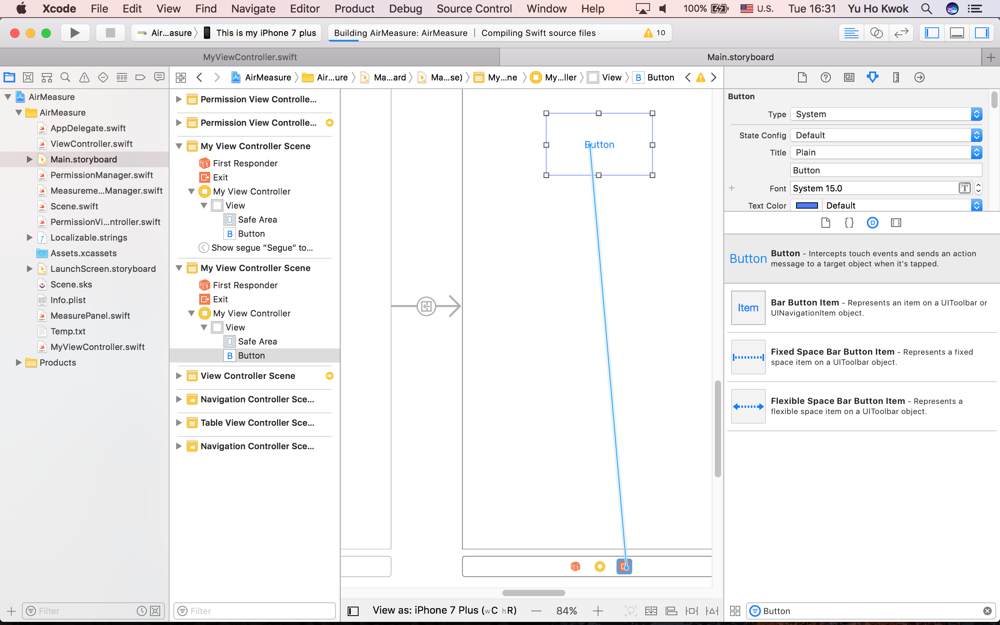 Xcode File Edit View Find Navigate Editor Product Debug Source Control Window Help 100% U.S. Tue 16:31 Yu Ho Kwok
Air...asure This is my iPhone 7 plus Building AirMeasure: AirMeasure | Compiling Swift source files 10
MyViewController.swift Main.storyboard
AirMeasure Air...ure Ma...ard Ma...se) My...ne My...ller View B Button
AirMeasure
AirMeasure
AppDelegate.swift
ViewController.swift
Main.storyboard
PermissionManager.swift
Measureme...Manager.swift
Scene.swift
PermissionVi...ntroller.swift
Localizable.strings
Assets.xcassets
LaunchScreen.storyboard
Scene.sks
Info.plist
MeasurePanel.swift
Temp.txt
MyViewController.swift
Products
Filter
Permission View Controlle...
Permission View Controlle...
My View Controller Scene
First Responder
Exit
My View Controller
View
Safe Area
B Button
Show segue “Segue” to...
My View Controller Scene
First Responder
Exit
My View Controller
View
Safe Area
B Button
View Controller Scene
Navigation Controller Sce...
Table View Controller Sce...
Navigation Controller Sce...
Filter
Button
View as: iPhone 7 Plus (wC hR) 84%
Button
Type System
State Config Default
Title Plain
Button
Font System 15.0
Text Color Default
Button Button - Intercepts touch events and sends an action
message to a target object when it's tapped.
Item Bar Button Item - Represents an item on a UIToolbar or
UINavigationItem object.
Fixed Space Bar Button Item - Represents a fixed
space item on a UIToolbar object.
Flexible Space Bar Button Item - Represents a
flexible space item on a UIToolbar object.
Button